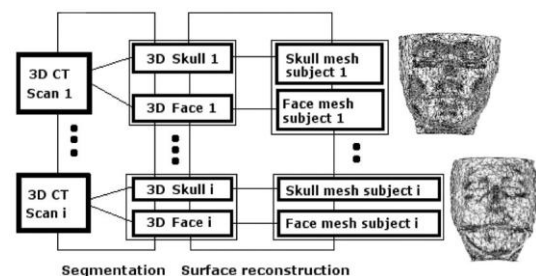 3D CT
Scan 1
3D Skull 1
3D Face 1
Skull mesh
subject 1
Face mesh
subject 1
3D CT
Scan i
3D Skull i
3D Face i
Skull mesh subject i
Face mesh subject i
Segmentation
Surface reconstruction